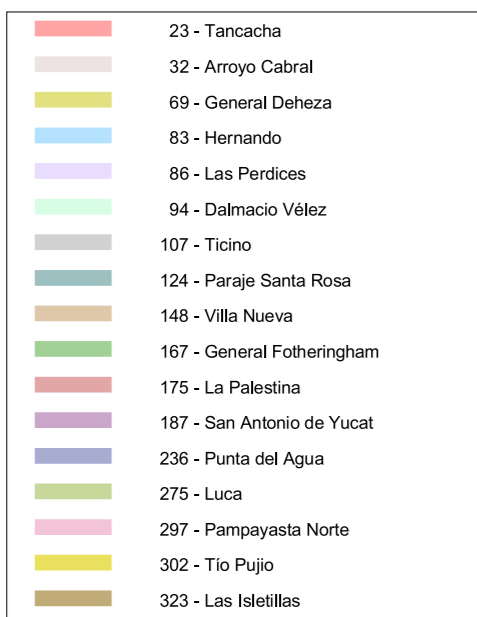 23 - Tancacha
32 - Arroyo Cabral
69 - General Deheza
83 - Hernando
86 - Las Perdices
94 - Dalmacio Vélez
107 - Ticino
124 - Paraje Santa Rosa
148 - Villa Nueva
167 - General Fotheringham
175 - La Palestina
187 - San Antonio de Yucat
236 - Punta del Agua
275 - Luca
297 - Pampayasta Norte
302 - Tío Pujio
323 - Las Isletillas